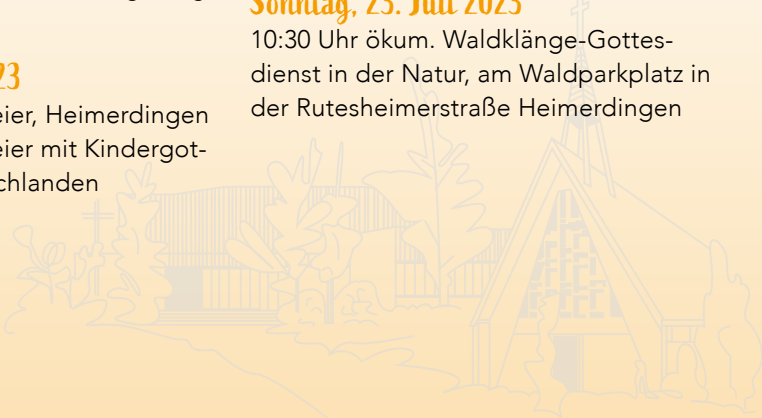 23
eier, Heimerdingen
eier mit Kindergot-
chlanden
Sonntag, 23. Juli 2023
10:30 Uhr ökum. Waldklänge-Gottes-
dienst in der Natur, am Waldparkplatz in
der Rutesheimerstraße Heimerdingen